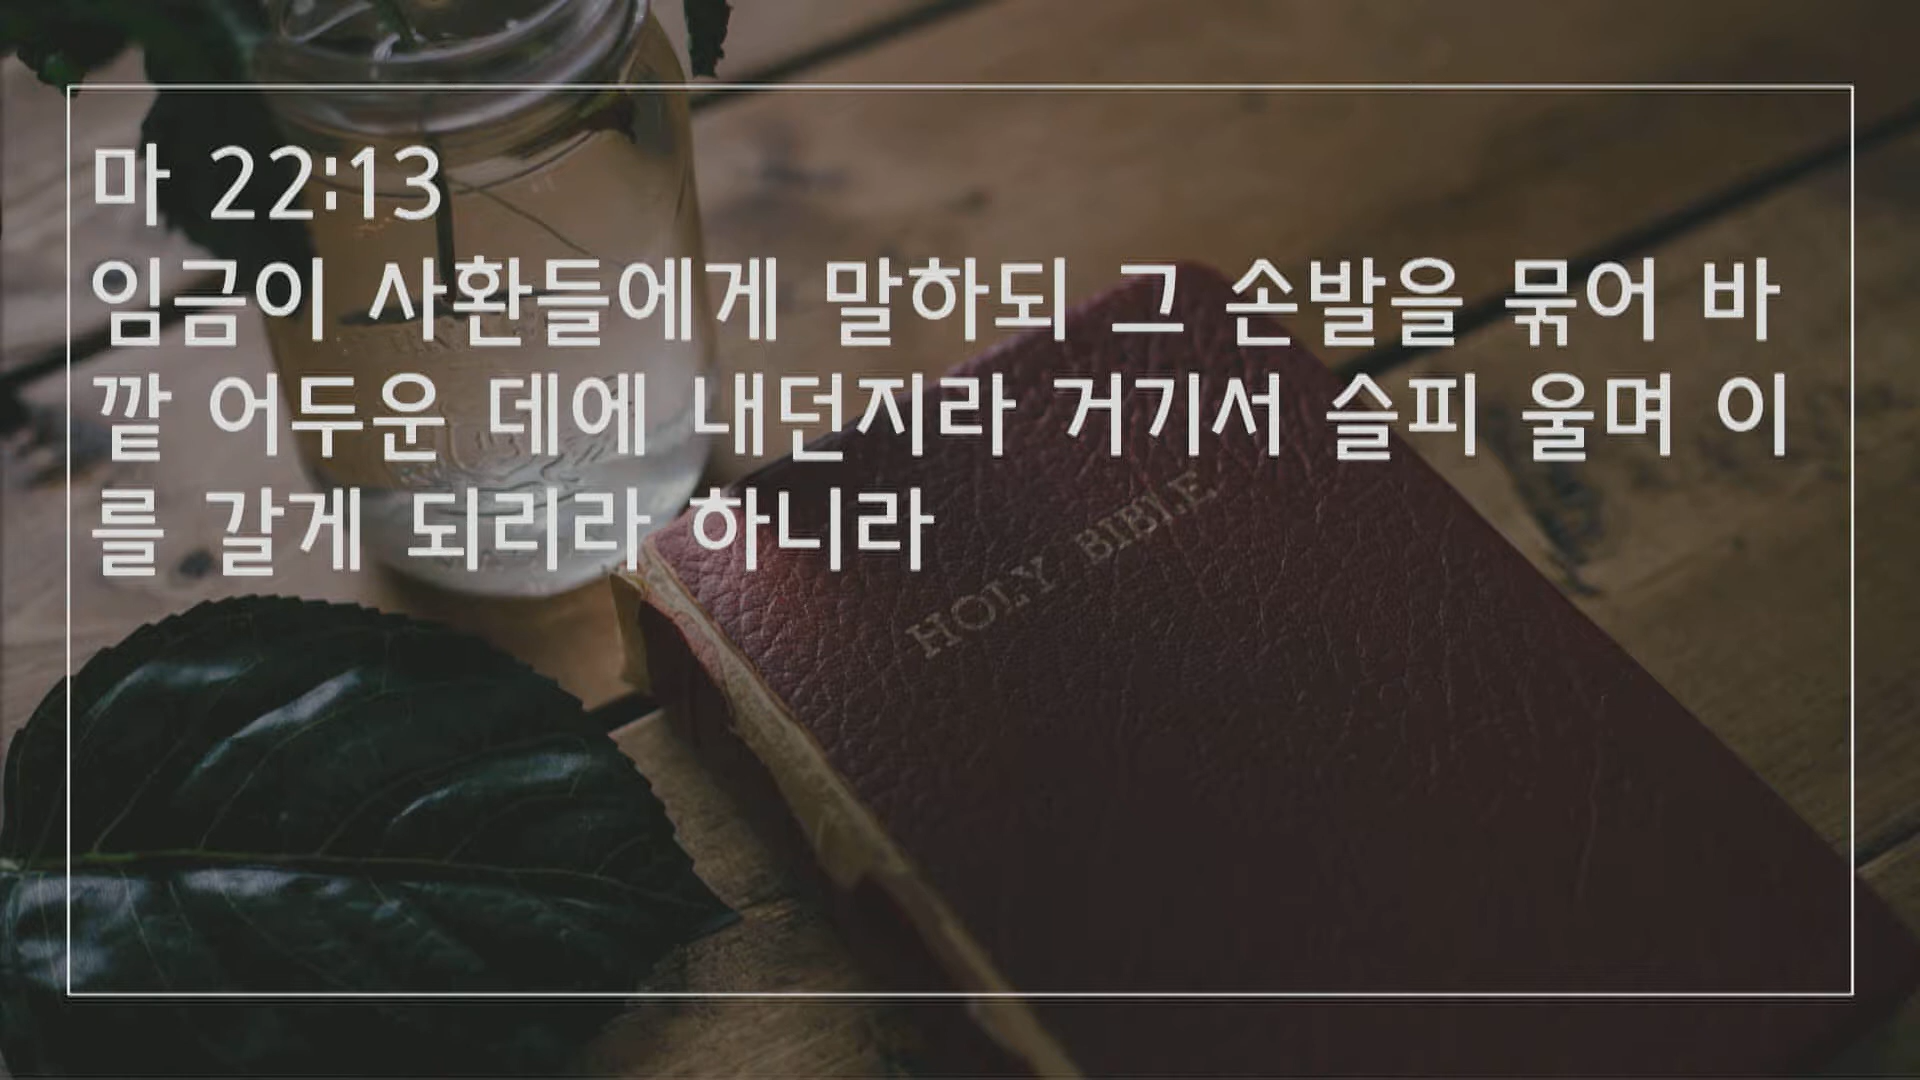 마 22:13
임금이 사환들에게 말하되 그 손발을 묶어 바
깥 어두운 데에 내던지라 거기서 슬피 울며 이
를 갈게 되리라 하니라
HOLY BIBLE